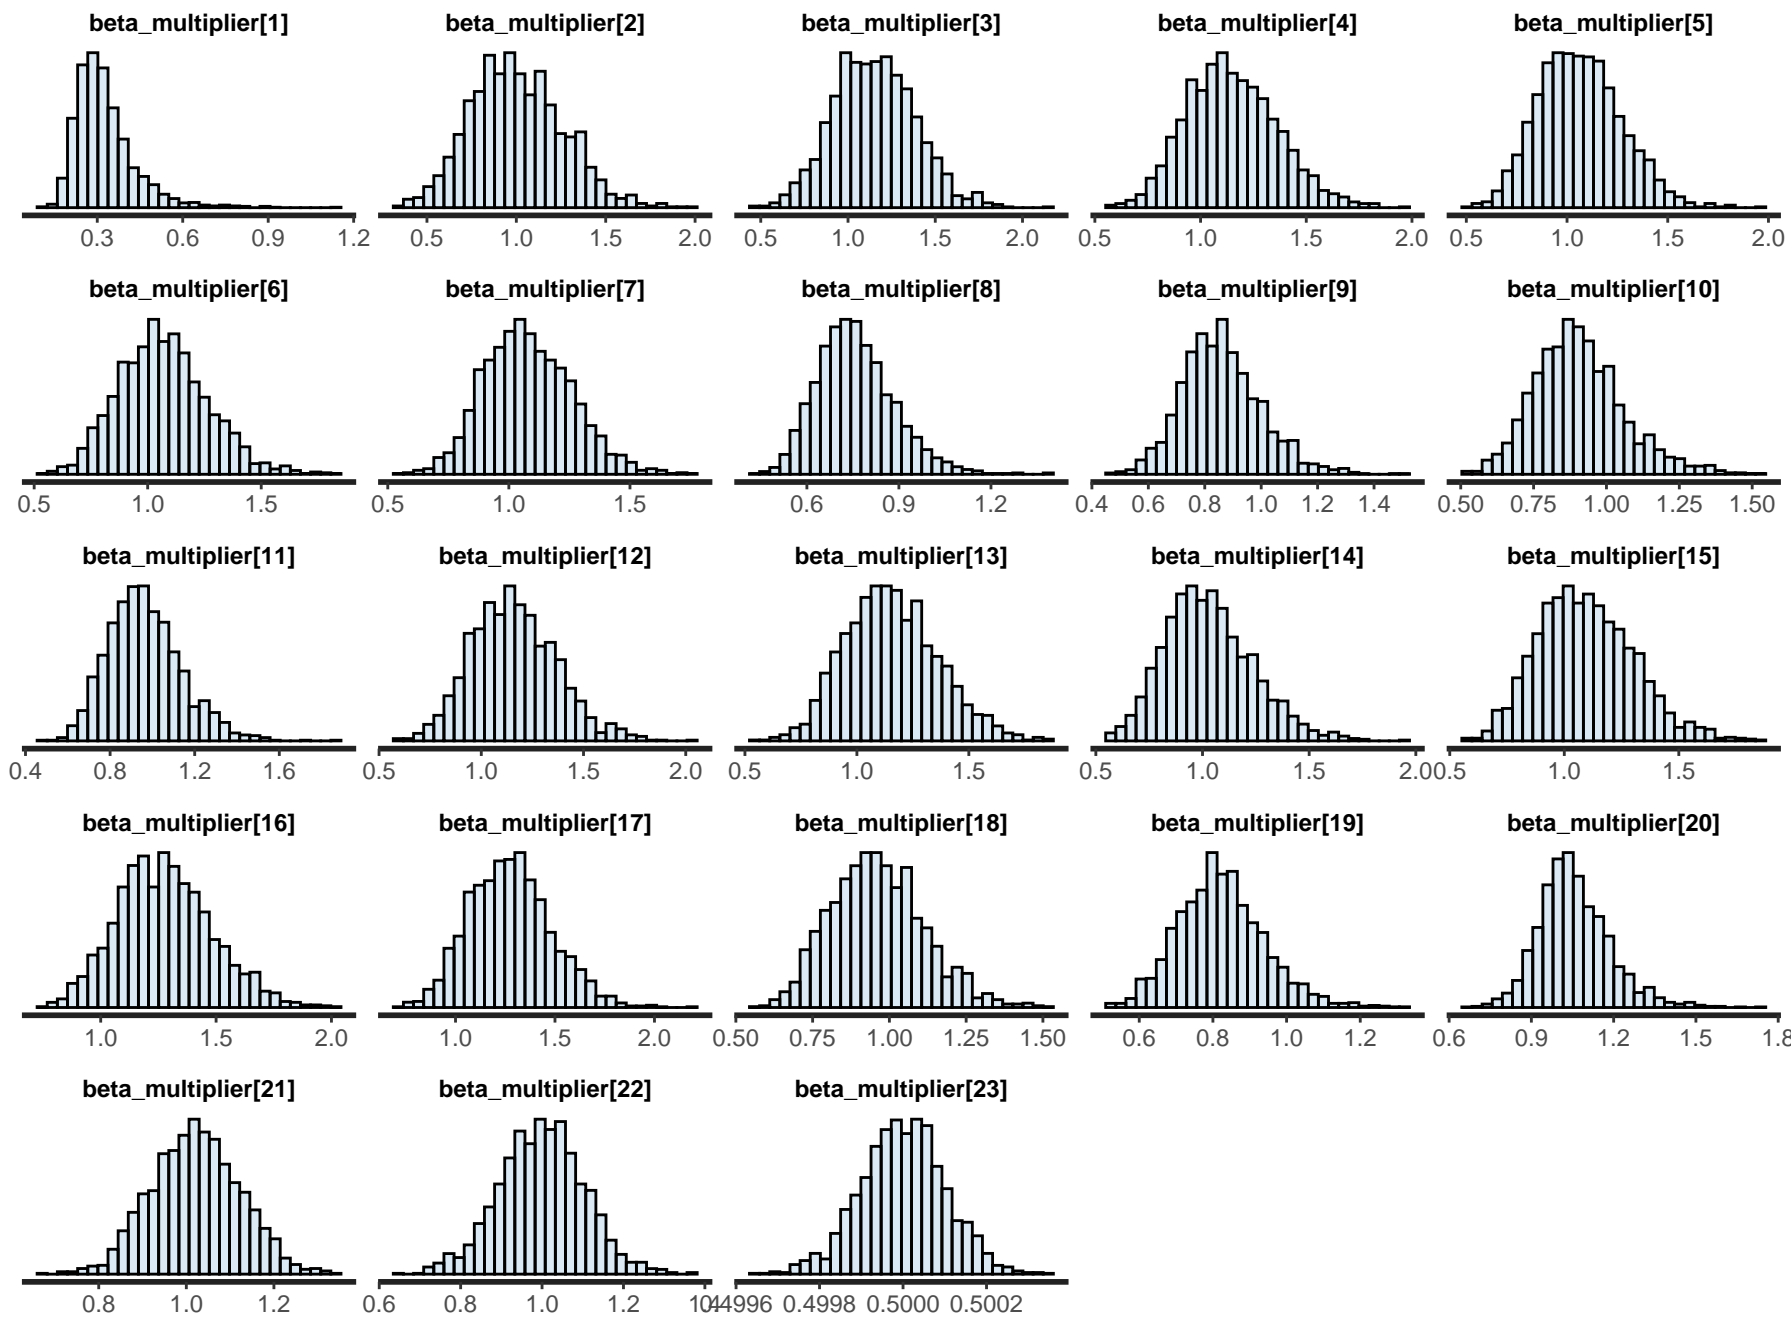 beta_multiplier[1] beta_multiplier[2] beta_multiplier[3] beta_multiplier[4] beta_multiplier[5]
0.3 0.6 0.9 1.2 0.5 1.0 1.5 2.0 0.5 1.0 1.5 2.0 0.5 1.0 1.5 2.0 0.5 1.0 1.5 2.0
beta_multiplier[6] beta_multiplier[7] beta_multiplier[8] beta_multiplier[9] beta_multiplier[10]
0.5 1.0 1.5 0.5 1.0 1.5 0.6 0.9 1.2 0.4 0.6 0.8 1.0 1.2 1.4 0.50 0.75 1.00 1.25 1.50
beta_multiplier[11] beta_multiplier[12] beta_multiplier[13] beta_multiplier[14] beta_multiplier[15]
0.4 0.8 1.2 1.6 0.5 1.0 1.5 2.0 0.5 1.0 1.5 0.5 1.0 1.5 2.0 0.5 1.0 1.5
beta_multiplier[16] beta_multiplier[17] beta_multiplier[18] beta_multiplier[19] beta_multiplier[20]
1.0 1.5 2.0 1.0 1.5 2.0 0.50 0.75 1.00 1.25 1.50 0.6 0.8 1.0 1.2 0.6 0.9 1.2 1.5 1.8
beta_multiplier[21] beta_multiplier[22] beta_multiplier[23]
0.8 1.0 1.2 0.6 0.8 1.0 1.2 1.4 0.4996 0.4998 0.5000 0.5002